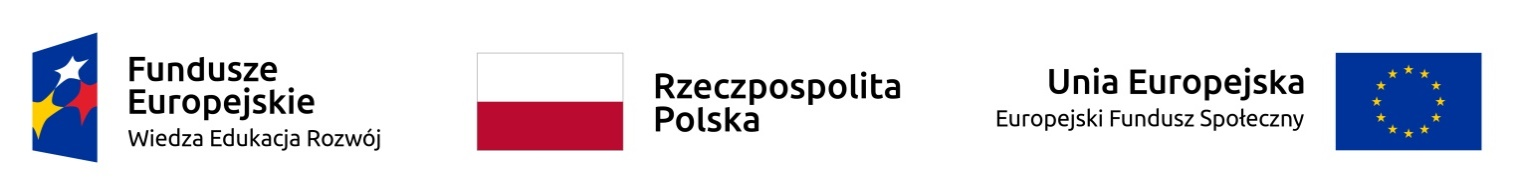 Fundusze
Europejskie
Wiedza Edukacja Rozwój
Rzeczpospolita
Polska
Unia Europejska
Europejski Fundusz Społeczny